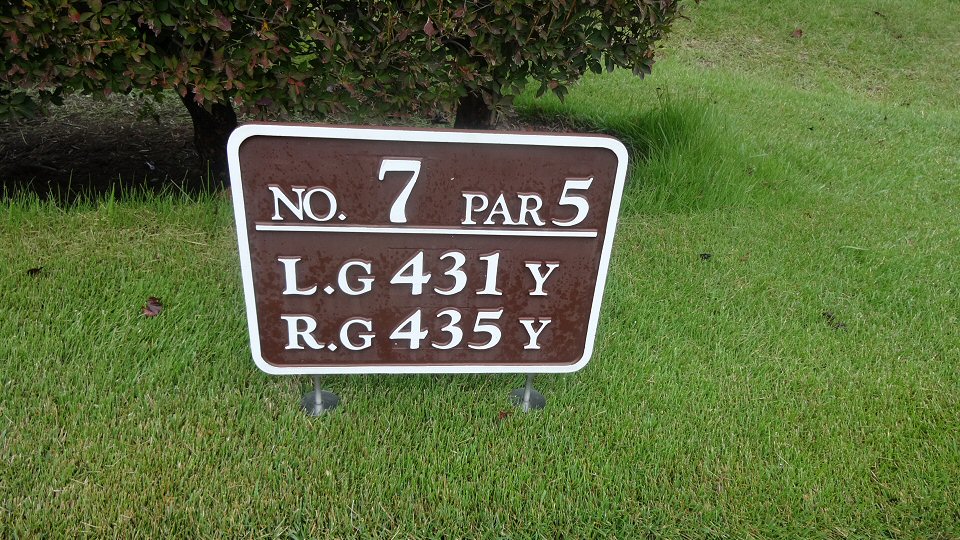 NO. 7 PAR 5
L.G 431 Y
R.G 435 Y